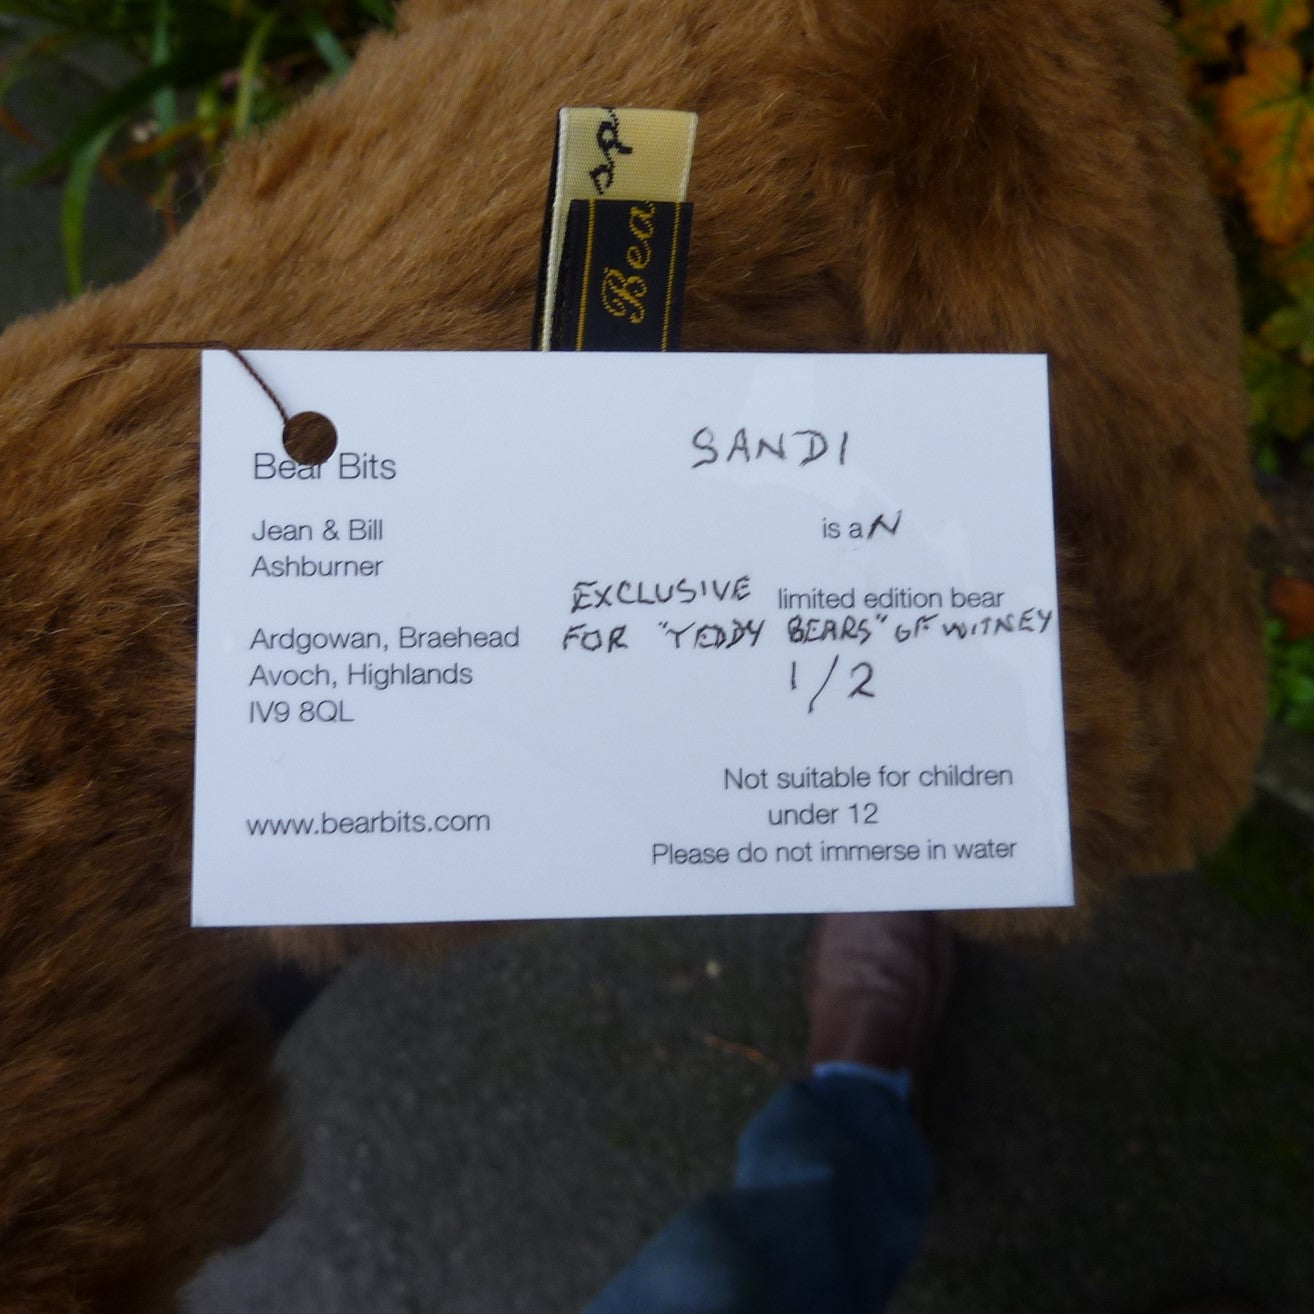 Bea
Bear Bits
Jean & Bill
Ashburner
Ardgowan, Braehead
Avoch, Highlands
IV9 8QL
www.bearbits.com
SANDI
is aN
EXCLUSIVE limited edition bear
FOR "TEDDY BEARS" OF WITNEY
1/2
Not suitable for children
under 12
Please do not immerse in water